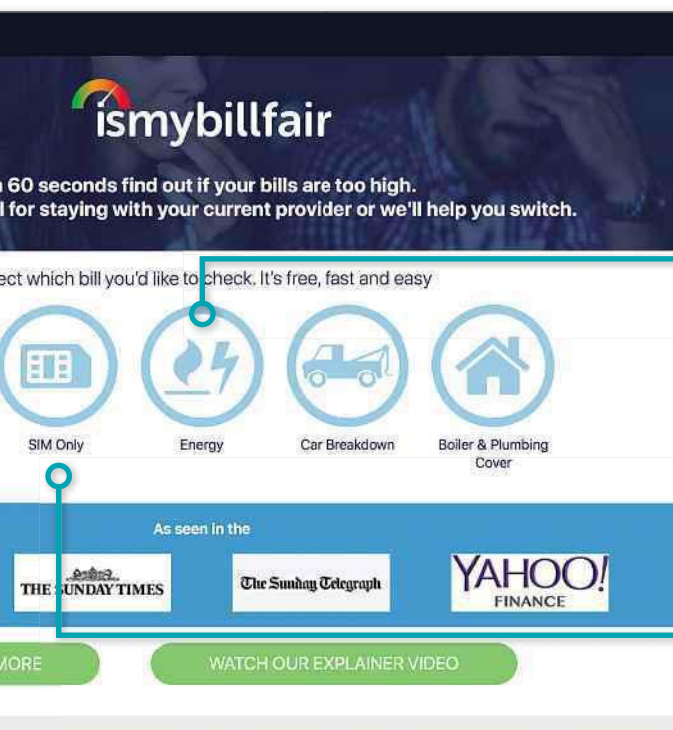 ismybillfair
60 seconds find out if your bills are too high.
for staying with your current provider or we'll help you switch.
which bill you'd like to check. It's free, fast and easy
SIM Only
Energy
Car Breakdown
Boiler & Plumbing
Cover
As seen in the
THE SUNDAY TIMES
The Sunday Telegraph
YAHOO!
FINANCE
MORE
WATCH OUR EXPLAINER VIDEO